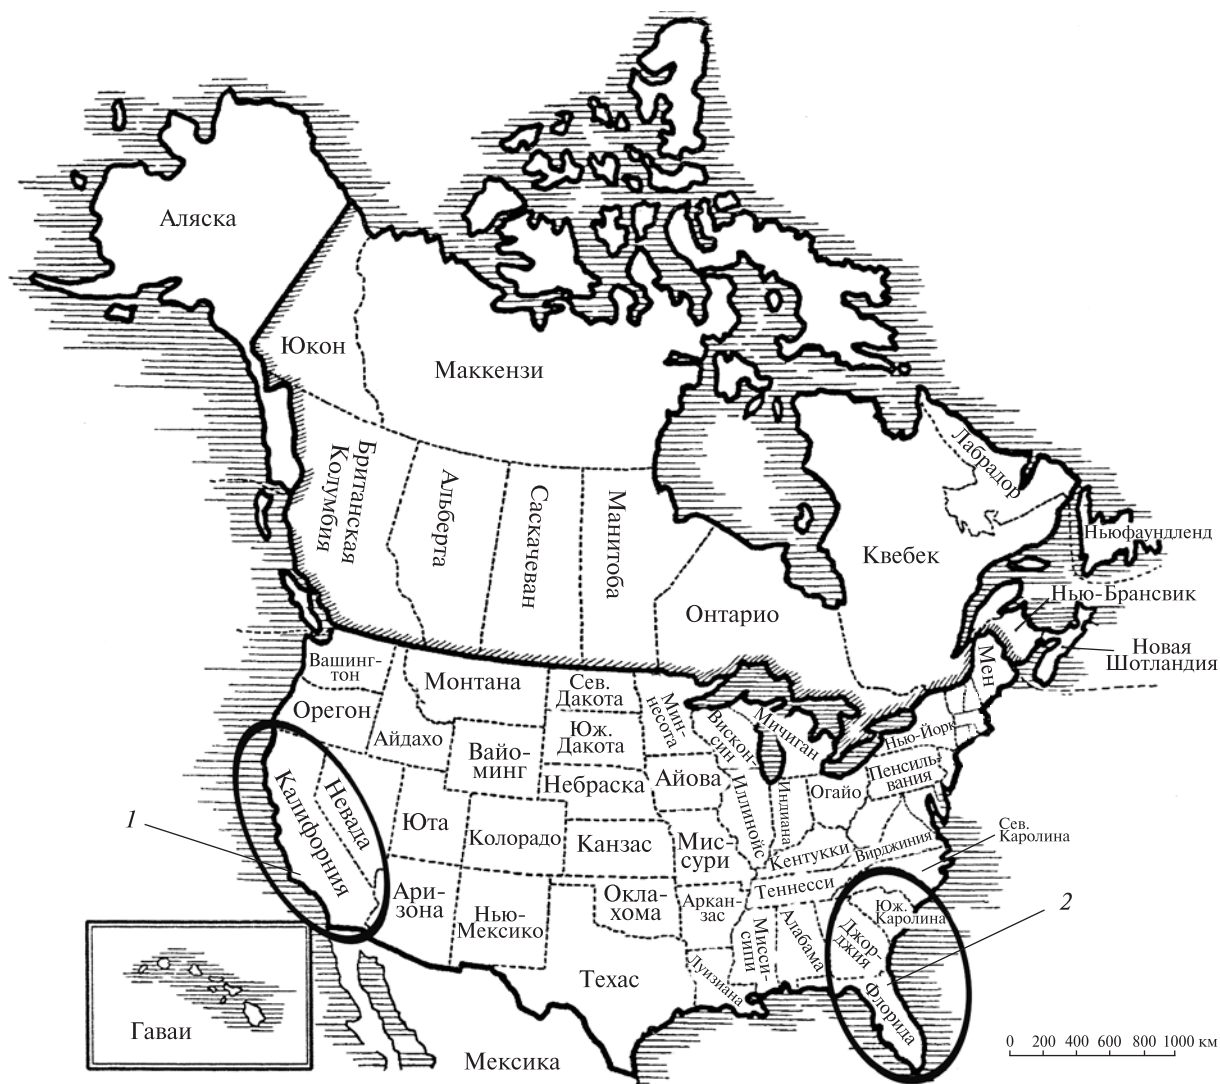 Аляска
Юкон
Маккензи
Британская
Колумбия
Альберта
Саскачеван
Манитоба
Лабрадор
Ньюфаундленд
Квебек
Онтарио
Нью-Брансвик
Новая
Шотландия
Мен
Вашинг-
тон
Монтана
Сев.
Дакота
Мин-
несота
Вискон-
син
Мичиган
Нью-Йорк
Орегон
Айдахо
Юж.
Дакота
Вайо-
минг
Небраска
Айова
Иллинойс
Индиана
Огайо
Пенсиль-
вания
1
Калифорния
Невада
Юта
Колорадо
Канзас
Мис-
сури
Кентукки
Вирджиния
Сев.
Каролина
Теннесси
Ари-
зона
Нью-
Мексико
Окла-
хома
Аркан-
зас
Юж.
Каролина
2
Мисси-
сипи
Алабама
Джор-
джия
Техас
Луизиана
Флорида
Гаваи
Мексика
0 200 400 600 800 1000 км